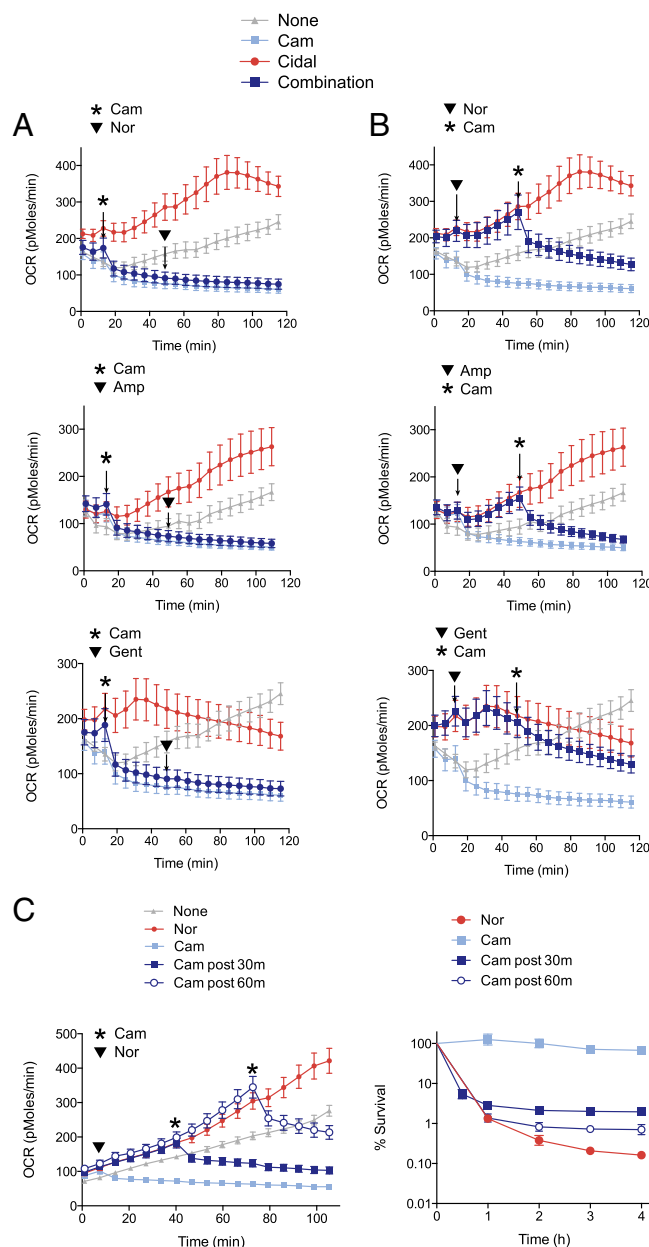 None
Cam
Cidal
Combination
A
* Cam
▼ Nor
OCR (pMoles/min)
400
300
200
100
0
*
0 20 40 60 80 100 120
Time (min)
B
▼ Nor
* Cam
OCR (pMoles/min)
400
300
200
100
0
*
0 20 40 60 80 100 120
Time (min)
* Cam
▼ Amp
OCR (pMoles/min)
300
200
100
0
*
0 20 40 60 80 100 120
Time (min)
▼ Amp
* Cam
OCR (pMoles/min)
300
200
100
0
*
0 20 40 60 80 100 120
Time (min)
* Cam
▼ Gent
OCR (pMoles/min)
300
200
100
0
*
0 20 40 60 80 100 120
Time (min)
▼ Gent
* Cam
OCR (pMoles/min)
300
200
100
0
*
0 20 40 60 80 100 120
Time (min)
C
None
Nor
Cam
Cam post 30m
Cam post 60m
OCR (pMoles/min)
500
400
300
200
100
0
* Cam
▼ Nor
*
*
0 20 40 60 80 100
Time (min)
Nor
Cam
Cam post 30m
Cam post 60m
% Survival
100
10
1
0.10
0.01
0 1 2 3 4
Time (h)